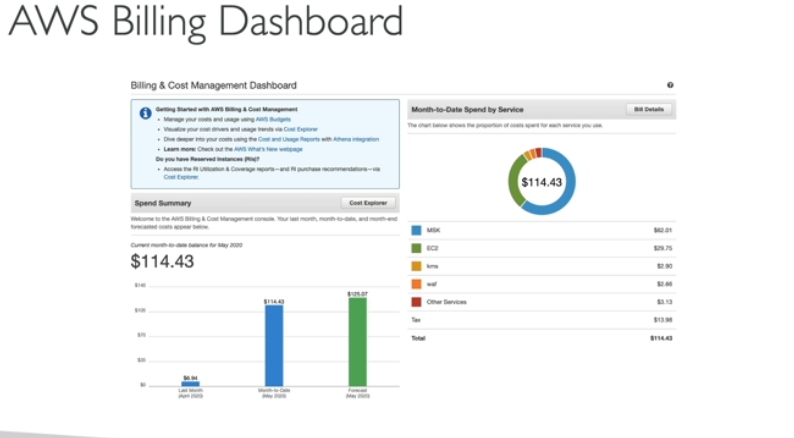 AWS Billing Dashboard
Billing & Cost Management Dashboard
Getting Started with AWS Billing & Cost Management
• Manage your costs and usage using AWS Budgets
• Visualize your cost drivers and usage trends via Cost Explorer
• Dive deeper into your costs using the Cost and Usage Reports with Athena integration
• Learn more: Check out the AWS What's New webpage
Do you have Reserved Instances (RIs)?
• Access the RI Utilization & Coverage reports—and RI purchase recommendations—via
Cost Explorer.
Spend Summary
Cost Explorer
Welcome to the AWS Billing & Cost Management console. Your last month, month-to-date, and month-end
forecasted costs appear below.
Current month-to-date balance for May 2020
$114.43
$140
$105
$70
$35
$0
$114.43
Last Month
(April 2020)
Month-to-Date
(May 2020)
Forecast
(May 2020)
Month-to-Date Spend by Service
Bill Details
The chart below shows the proportion of costs spent for each service you use.
$114.43
MSK
$62.01
EC2
$29.75
kms
waf
Other Services
$3.13
Tax
$13.98
Total
$114.43